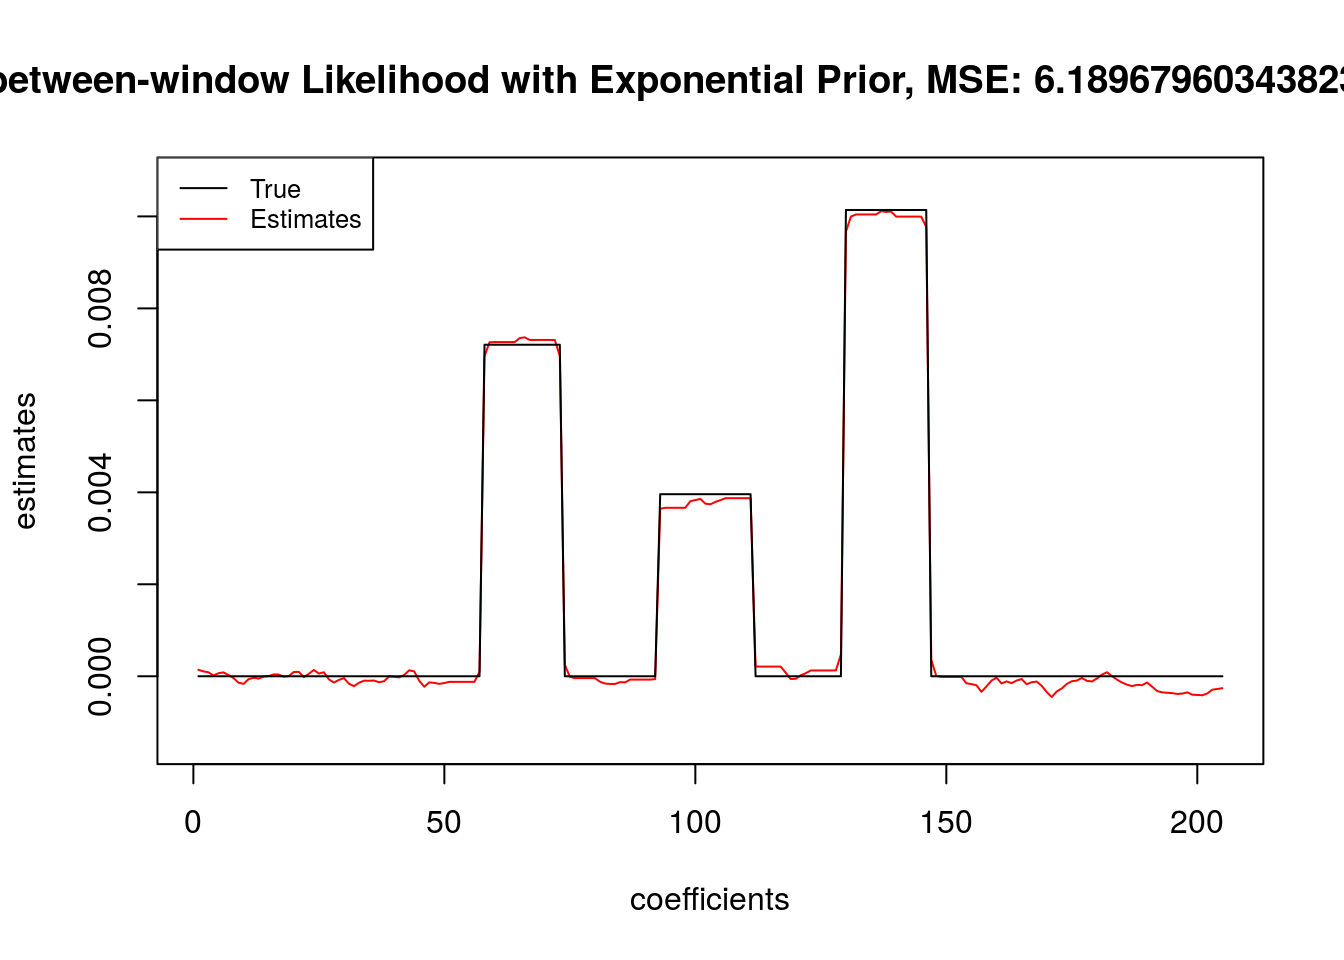 between-window Likelihood with Exponential Prior, MSE: 6.1896796034382
True
Estimates
estimates
0.008
0.004
0.000
0
50
100
150
200
coefficients